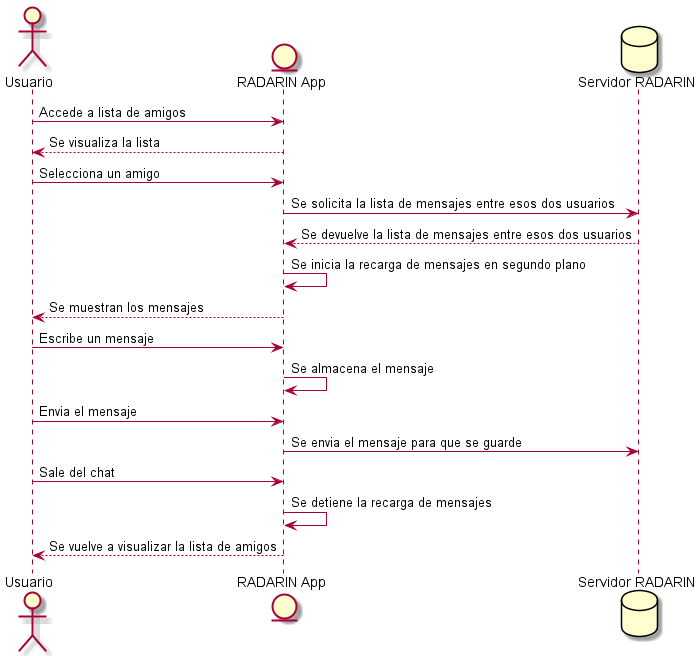 Usuario
RADARIN App
Servidor RADARIN
Accede a lista de amigos
Se visualiza la lista
Selecciona un amigo
Se solicita la lista de mensajes entre esos dos usuarios
Se devuelve la lista de mensajes entre esos dos usuarios
Se inicia la recarga de mensajes en segundo plano
Se muestran los mensajes
Escribe un mensaje
Se almacena el mensaje
Envia el mensaje
Se envia el mensaje para que se guarde
Sale del chat
Se detiene la recarga de mensajes
Se vuelve a visualizar la lista de amigos
Usuario
RADARIN App
Servidor RADARIN